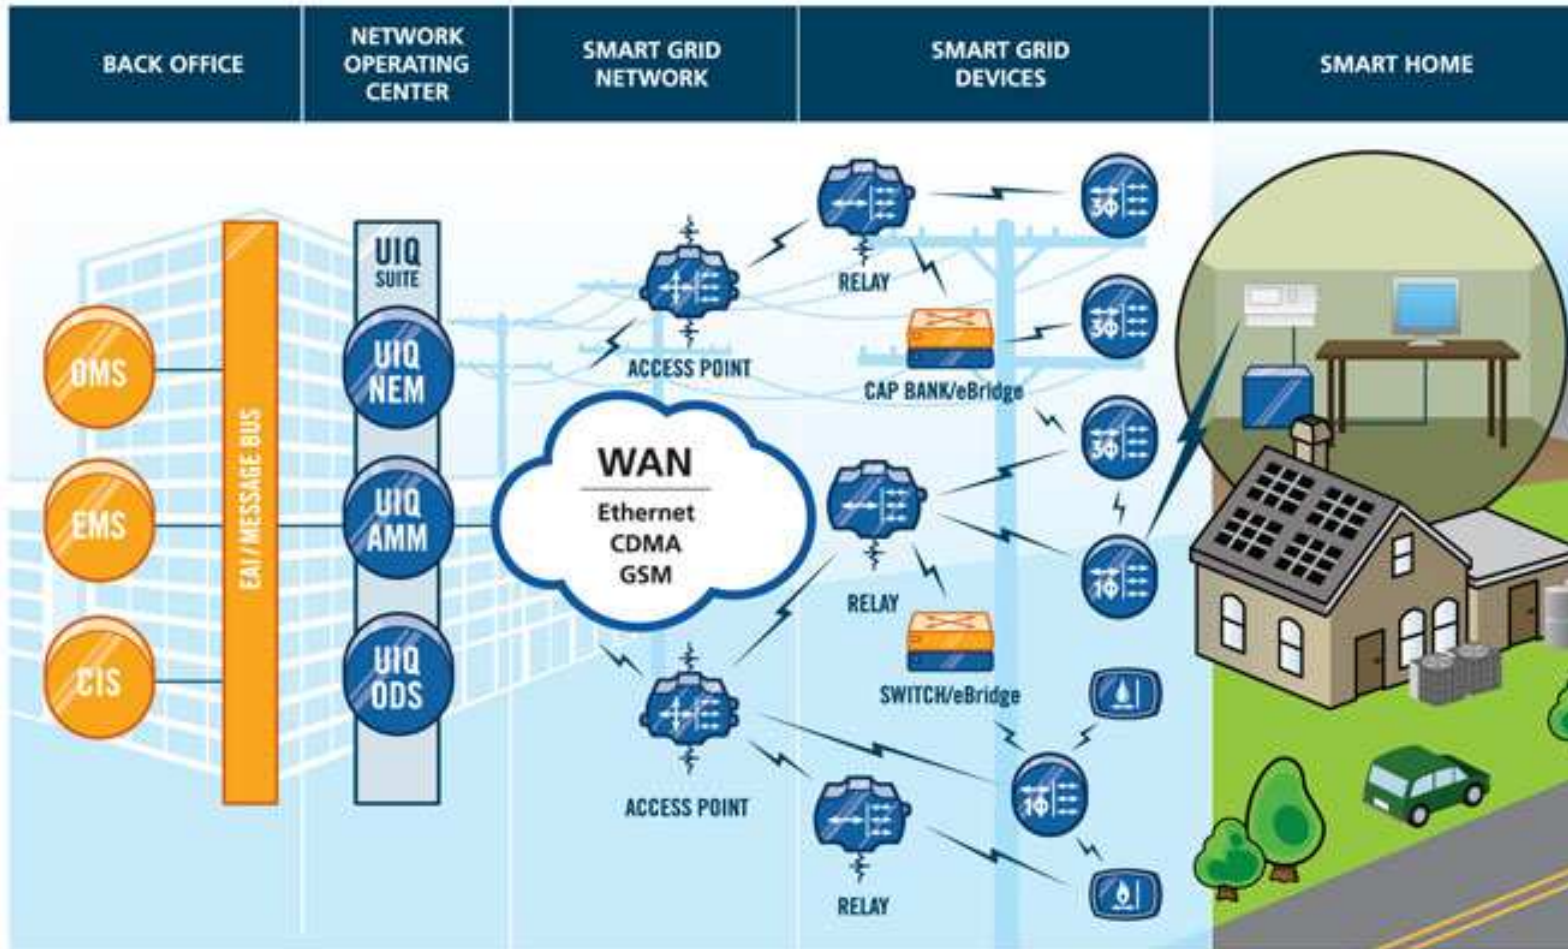 BACK OFFICE
NETWORK
OPERATING
CENTER
SMART GRID
NETWORK
SMART GRID
DEVICES
SMART HOME
OMS
EMS
CIS
EAI / MESSAGE BUS
UIQ
SUITE
UIQ
NEM
UIQ
AMM
UIQ
ODS
WAN
Ethernet
CDMA
GSM
ACCESS POINT
ACCESS POINT
RELAY
CAP BANK/eBridge
RELAY
SWITCH/eBridge
RELAY
3Φ
3Φ
3Φ
1Φ
1Φ